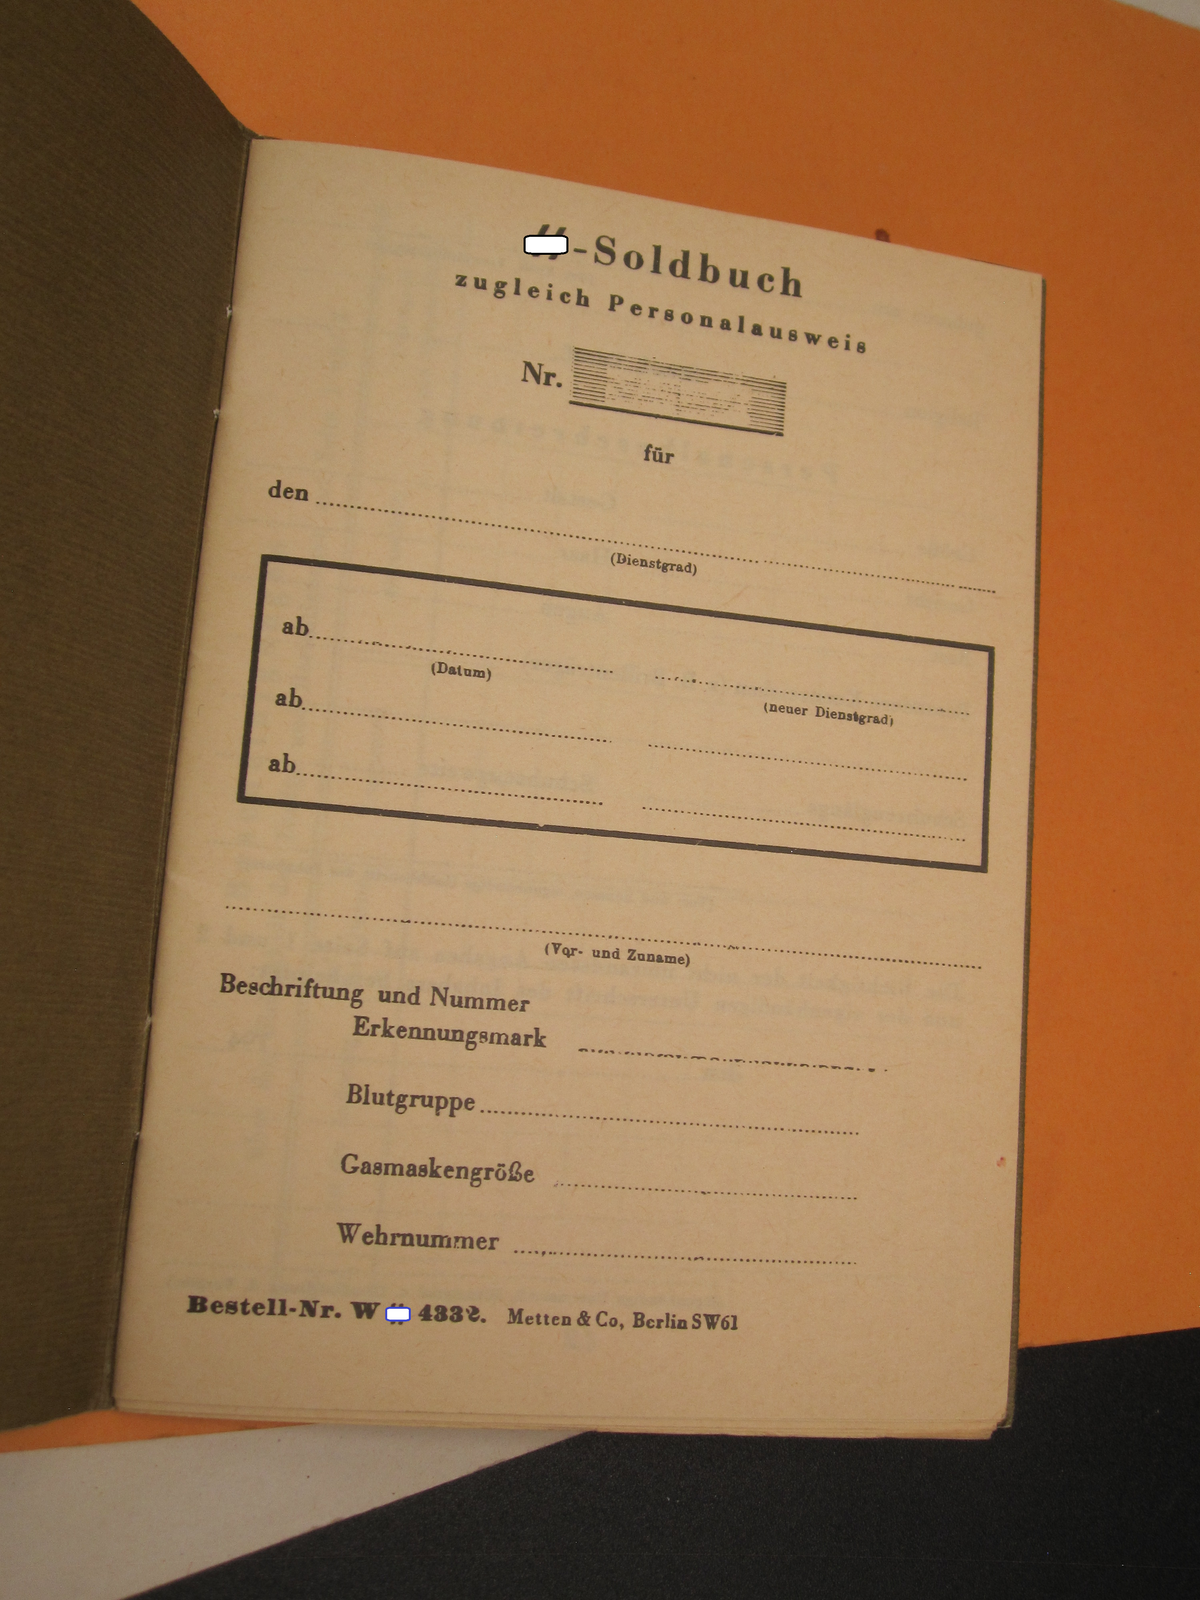 -Soldbuch
zugleich Personalausweis
Nr.
für
den
(Dienstgrad)
ab
(Datum) (neuer Dienstgrad)
ab
ab
(Vor- und Zuname)
Beschriftung und Nummer
Erkennungsmark
Blutgruppe
Gasmaskengröße
Wehrnummer
Bestell-Nr. W 4332. Metten & Co, Berlin SW61